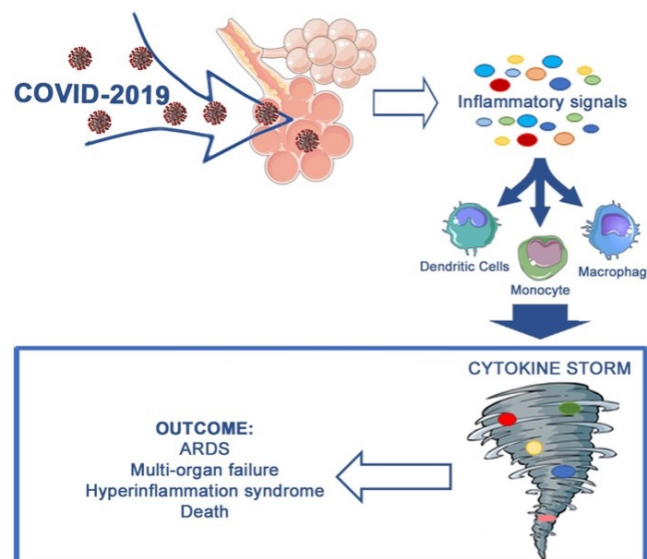 COVID-2019
Inflammatory signals
Dendritic Cells
Monocyte
Macrophag
CYTOKINE STORM
OUTCOME:
ARDS
Multi-organ failure
Hyperinflammation syndrome
Death